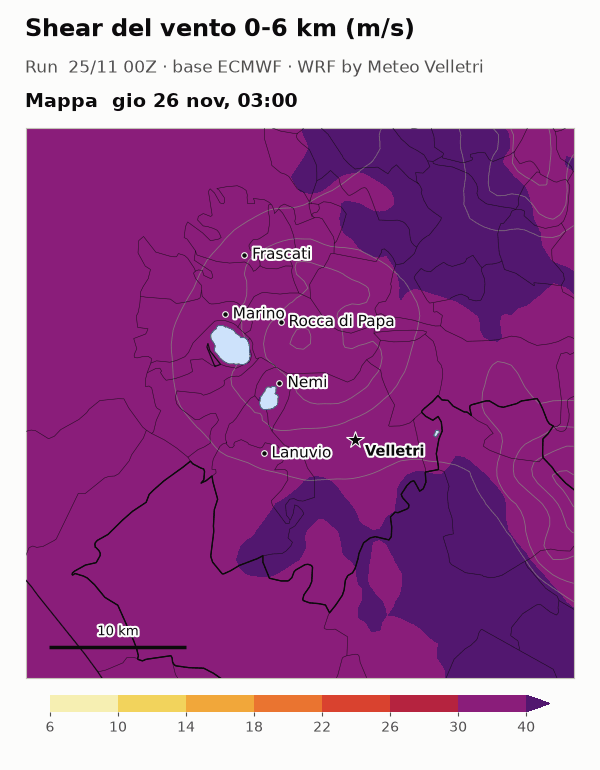 Shear del vento 0-6 km (m/s)
Run  25/11 00Z · base ECMWF · WRF by Meteo Velletri
Mappa  gio 26 nov, 03:00
Frascati
Marino
Rocca di Papa
Nemi
Velletri
Lanuvio
10 km
6 10 14 18 22 26 30 40